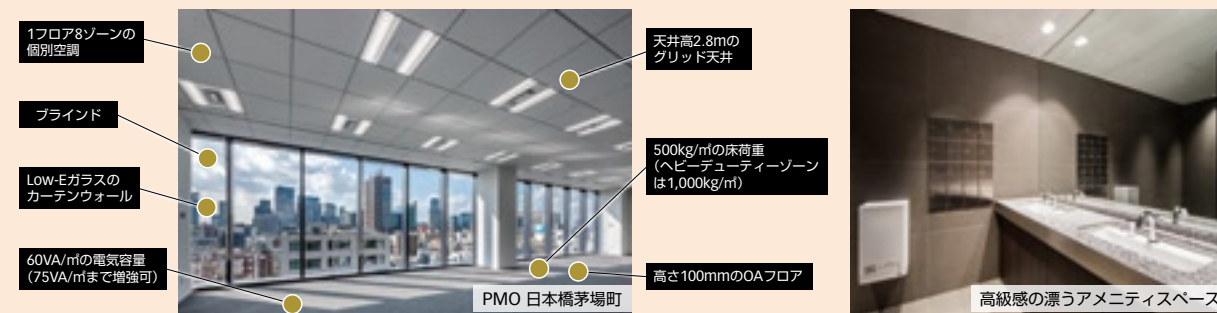 1フロア8ゾーンの
個別空調
ブラインド
Low-Eガラスの
カーテンウォール
60VA/㎡の電気容量
（75VA/㎡まで増強可）
天井高2.8mの
グリッド天井
500kg/㎡の床荷重
（ヘビーデューティーゾーン
は1,000kg/㎡）
高さ100mmのOAフロア
PMO 日本橋茅場町
高級感の漂うアメニティスペース